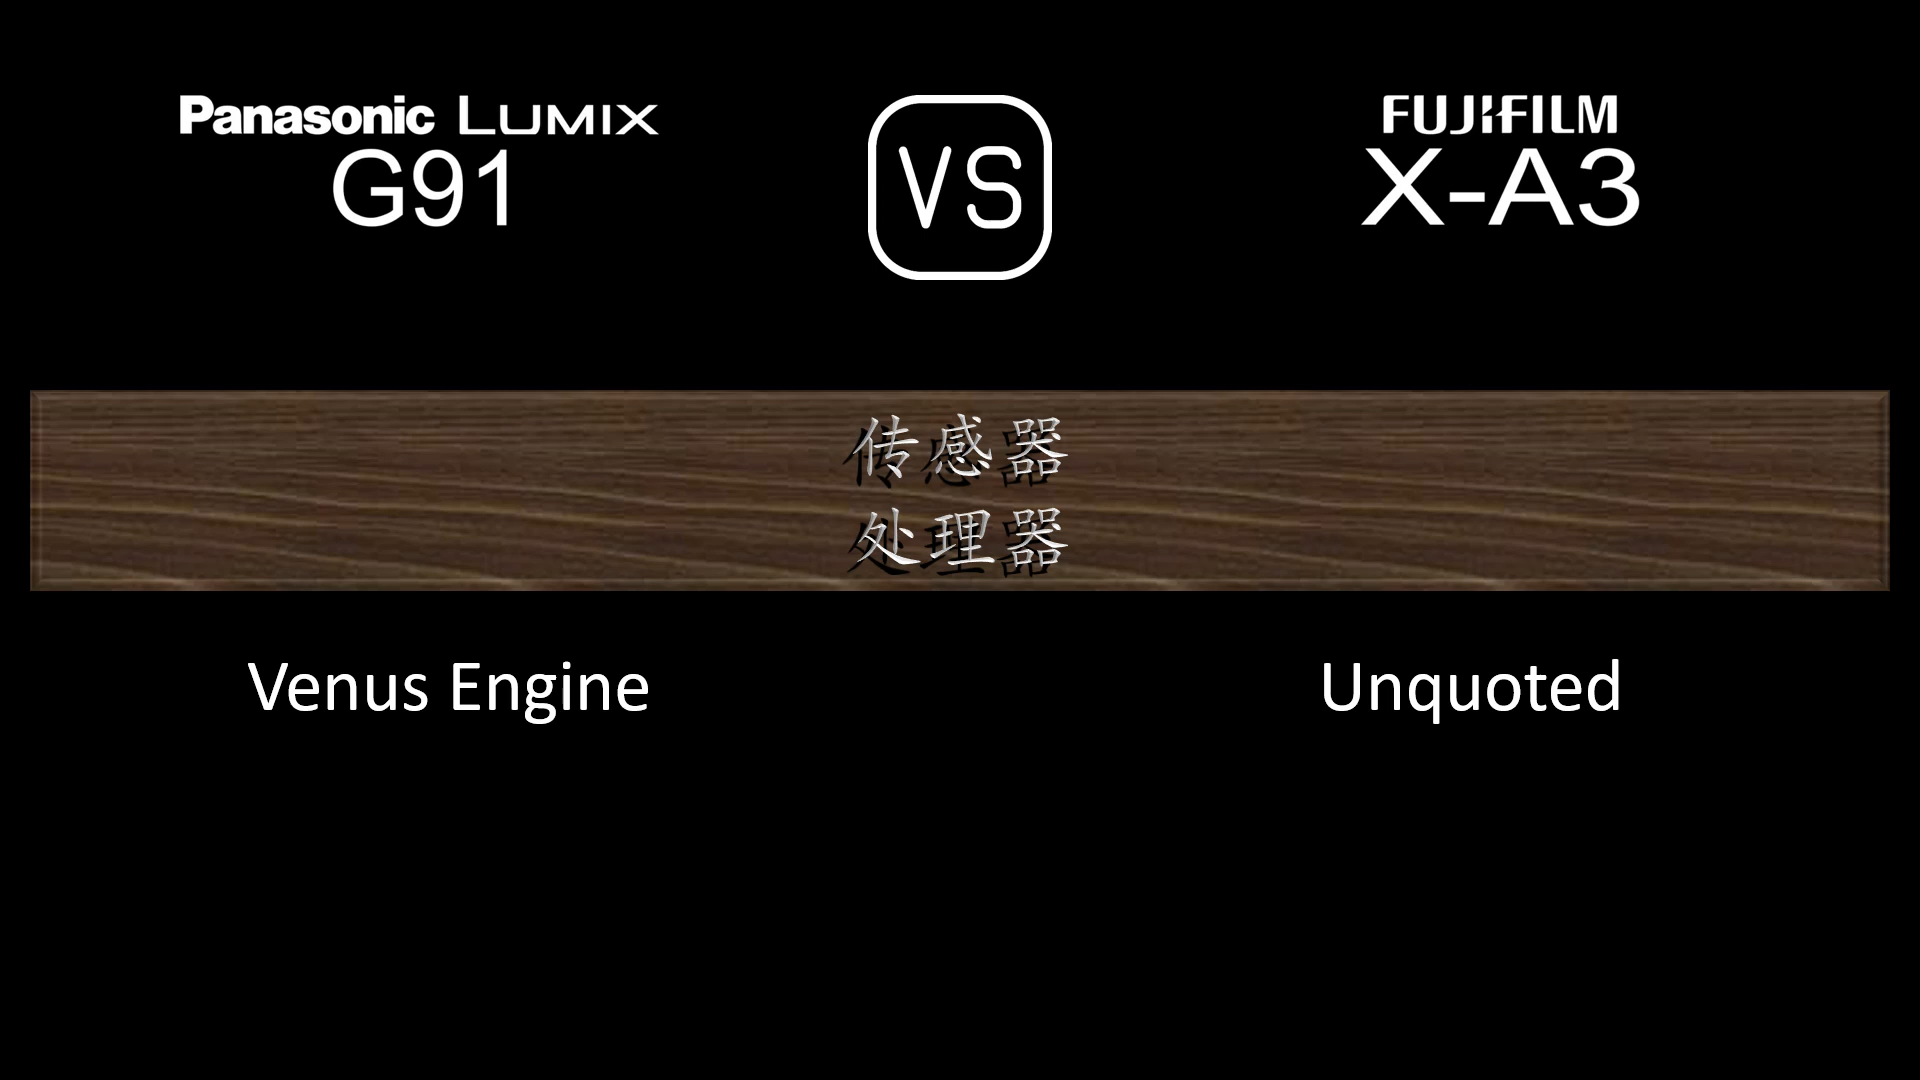 Panasonic LUMIX
G91
VS
FUJIFILM
X-A3
传感器
处理器
Venus Engine
Unquoted